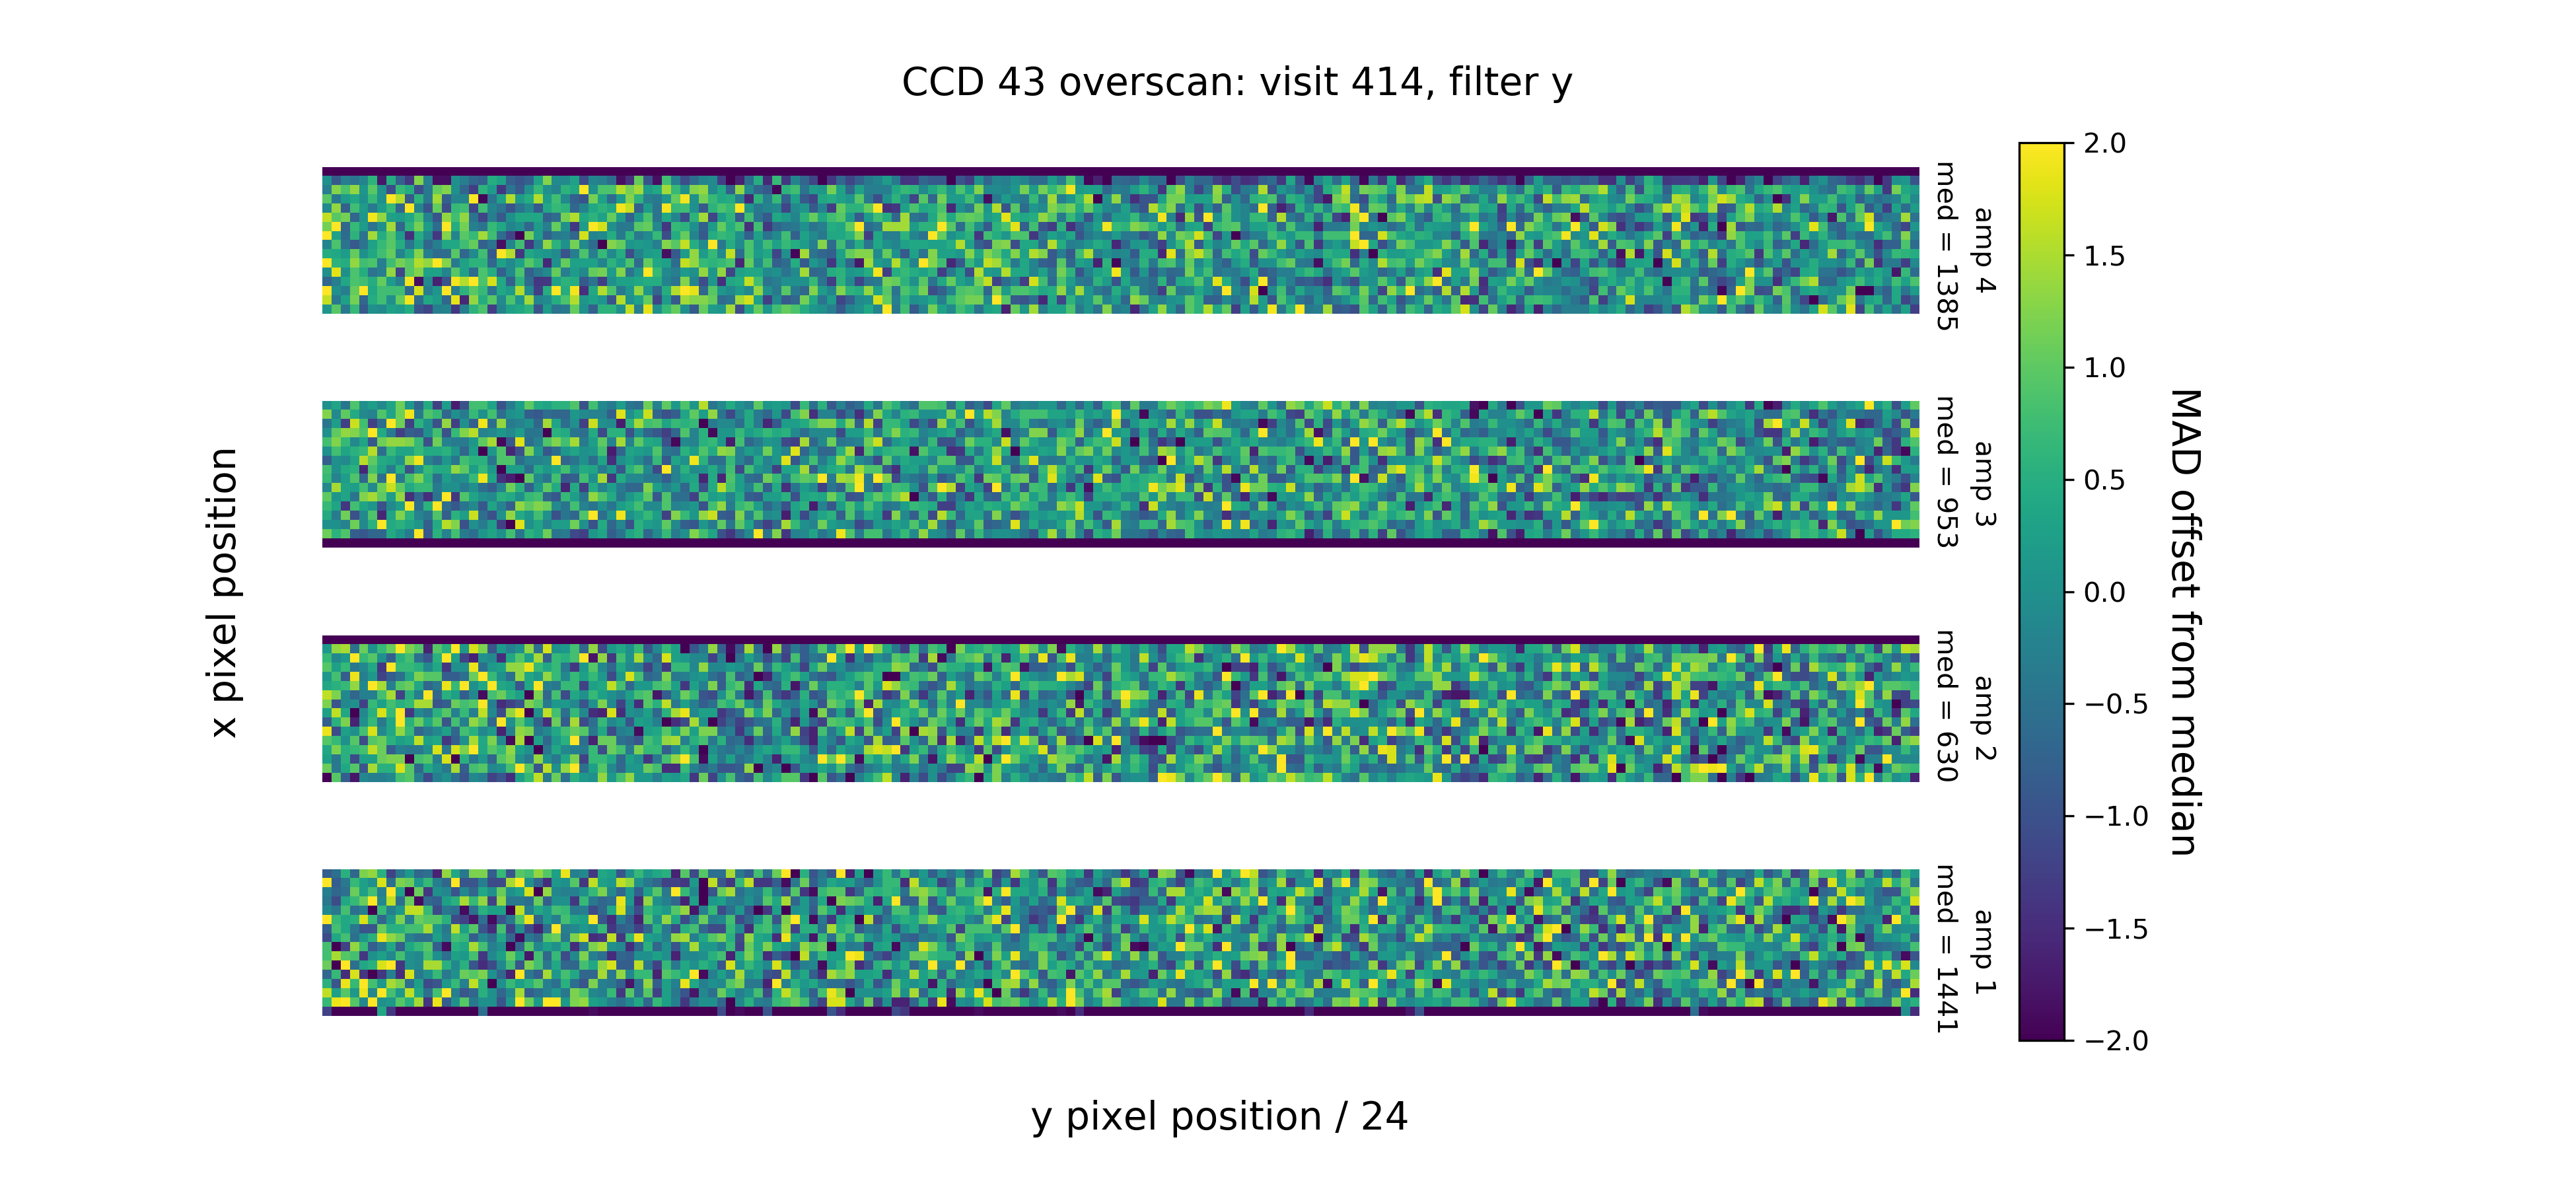 CCD 43 overscan: visit 414, filter y
x pixel position
amp 4
med = 1385
amp 3
med = 953
amp 2
med = 630
amp 1
med = 1441
y pixel position / 24
2.0
1.5
1.0
0.5
0.0
−0.5
−1.0
−1.5
−2.0
MAD offset from median